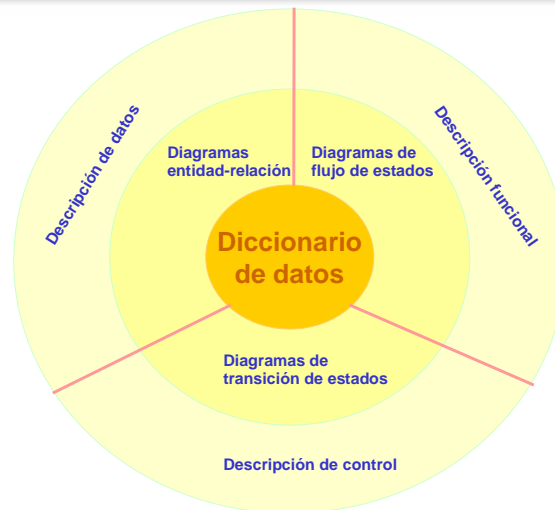 Descripción de datos
Diagramas
entidad-relación
Diagramas de
flujo de estados
Descripción funcional
Diccionario
de datos
Diagramas de
transición de estados
Descripción de control